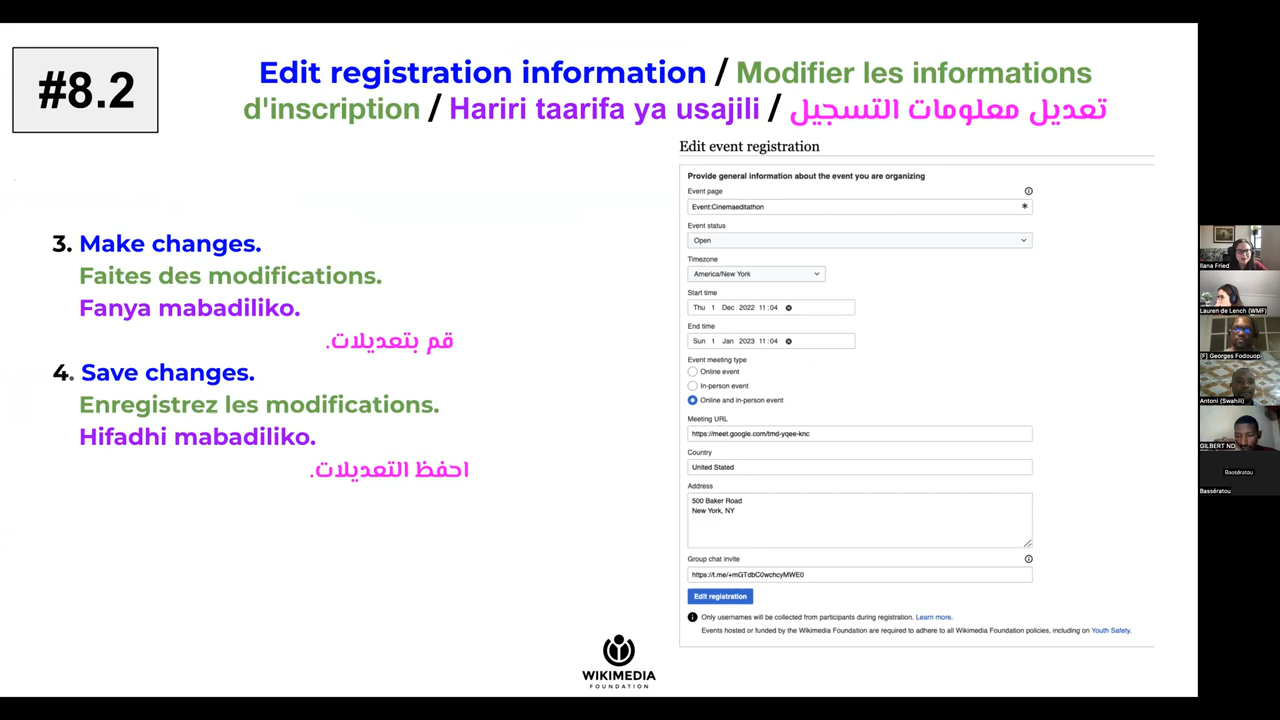 #8.2
Edit registration information / Modifier les informations
d'inscription / Hariri taarifa ya usajili / تعديل معلومات التسجيل
3. Make changes.
Faites des modifications.
Fanya mabadiliko.
قم بتعديلات.
4. Save changes.
Enregistrez les modifications.
Hifadhi mabadiliko.
احفظ التعديلات.
Edit event registration
Provide general information about the event you are organizing
Event page
Event:Cinemaeditathon *
Event status
Open
Timezone
America/New York
Start time
Thu 1 Dec 2022 11:04
End time
Sun 1 Jan 2023 11:04
Event meeting type
Online event
In-person event
Online and in-person event
Meeting URL
https://meet.google.com/tmd-yqee-knc
Country
United Stated
Address
500 Baker Road
New York, NY
Group chat invite
https://t.me/+mGTdbC0wchcyMWE0
Edit registration
Only usernames will be collected from participants during registration. Learn more.
Events hosted or funded by the Wikimedia Foundation are required to adhere to all Wikimedia Foundation policies, including on Youth Safety.
WIKIMEDIA
FOUNDATION
Ilana Fried
Lauren de Lench (WMF)
[F] Georges Fodouop
Antoni (Swahili)
GILBERT ND
Bassératou
Bassératou